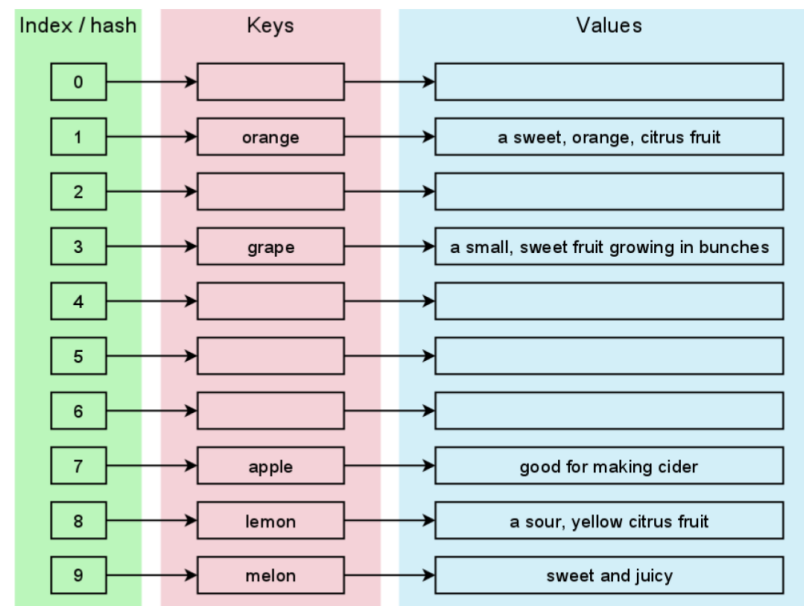 Index / hash Keys Values
0
1 orange a sweet, orange, citrus fruit
2
3 grape a small, sweet fruit growing in bunches
4
5
6
7 apple good for making cider
8 lemon a sour, yellow citrus fruit
9 melon sweet and juicy